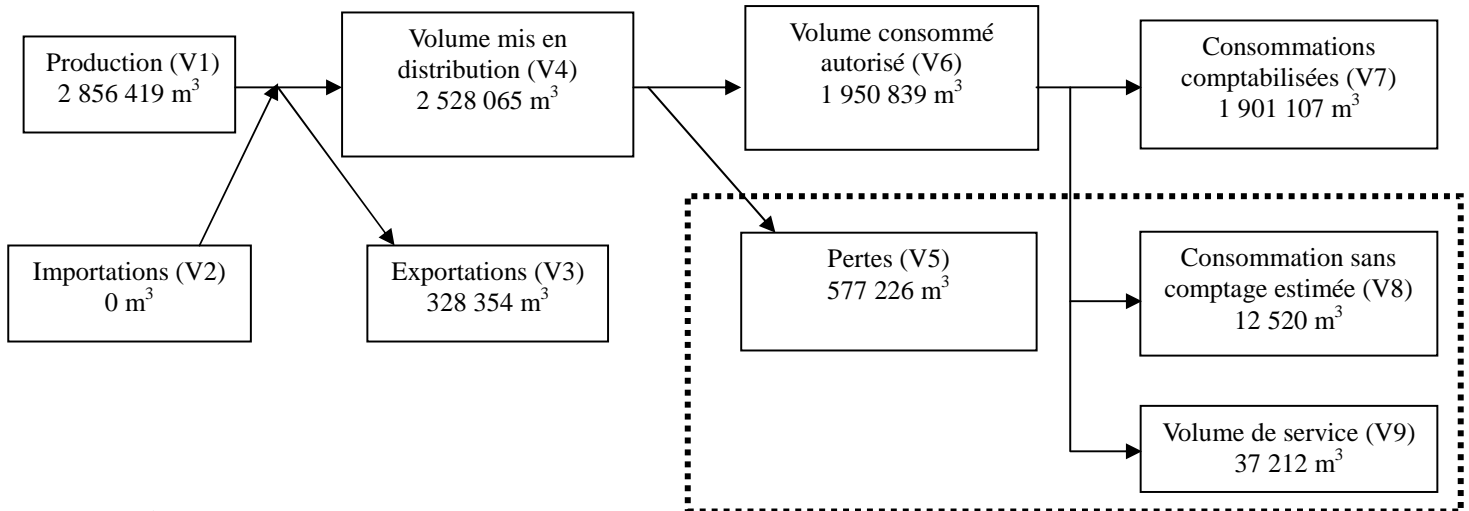 Production (V1)
2 856 419 m³
Volume mis en
distribution (V4)
2 528 065 m³
Volume consommé
autorisé (V6)
1 950 839 m³
Consommations
comptabilisées (V7)
1 901 107 m³
Importations (V2)
0 m³
Exportations (V3)
328 354 m³
Pertes (V5)
577 226 m³
Consommation sans
comptage estimée (V8)
12 520 m³
Volume de service (V9)
37 212 m³